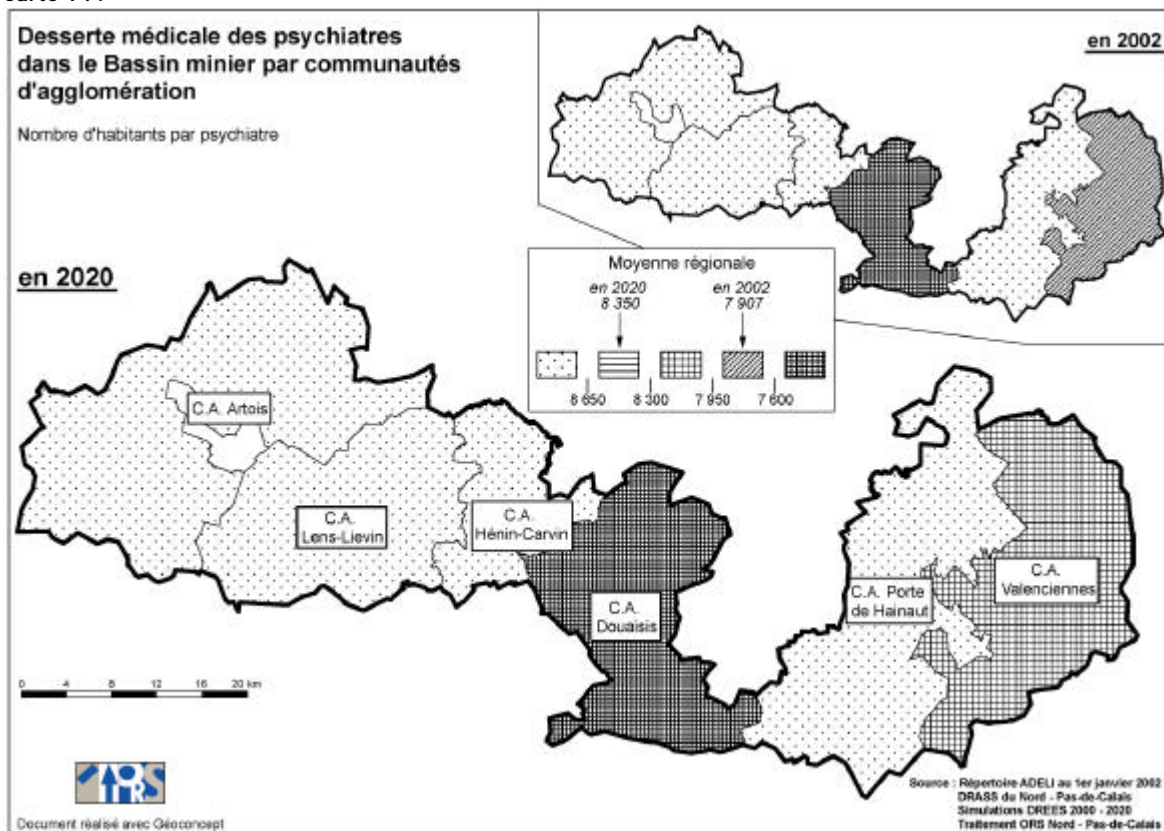 Desserte médicale des psychiatres
dans le Bassin minier par communautés
d'agglomération
Nombre d'habitants par psychiatre
en 2002
en 2020
Moyenne régionale
en 2020
8 350
en 2002
7 907
8 650
8 300
7 950
7 600
C.A. Artois
C.A.
Lens-Lievin
C.A.
Hénin-Carvin
C.A.
Douaisis
C.A. Porte
de Hainaut
C.A.
Valenciennes
0 4 8 12 16 20 km
Source : Répertoire ADELI au 1er janvier 2002
DRASS du Nord - Pas-de-Calais
Simulations DREES 2000 - 2020
Traitement ORS Nord - Pas-de-Calais
Document réalisé avec Géoconcept